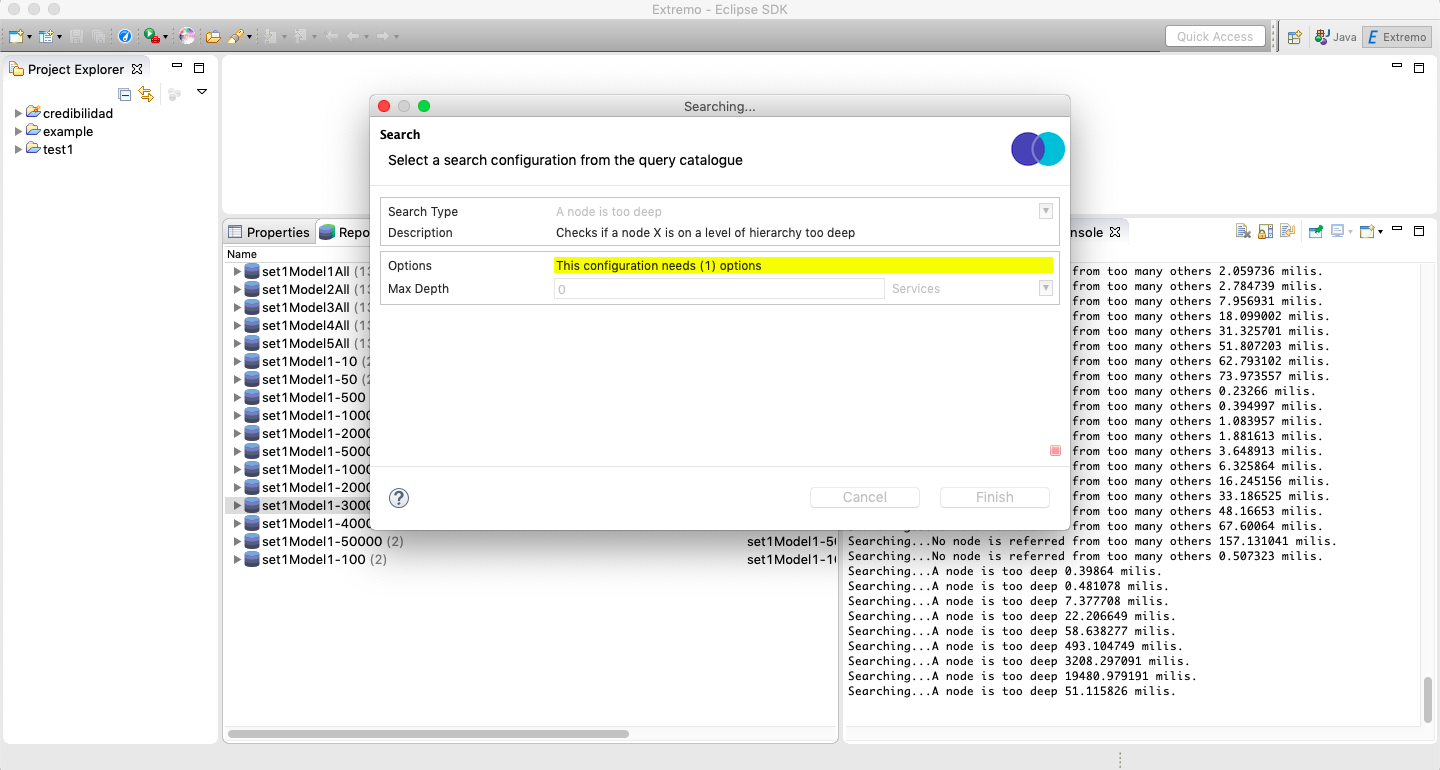 Extremo - Eclipse SDK
Quick Access
Java
Extremo
Project Explorer
credibilidad
example
test1
Searching...
Search
Select a search configuration from the query catalogue
Search Type A node is too deep
Description Checks if a node X is on a level of hierarchy too deep
Options This configuration needs (1) options
Max Depth 0 Services
?
Cancel Finish
Properties Repo
Name
set1Model1All (13
set1Model2All (13
set1Model3All (13
set1Model4All (13
set1Model5All (13
set1Model1-10 (2
set1Model1-50 (2
set1Model1-500
set1Model1-1000
set1Model1-2000
set1Model1-5000
set1Model1-1000
set1Model1-2000
set1Model1-3000
set1Model1-4000
set1Model1-50000 (2) set1Model1-50
set1Model1-100 (2) set1Model1-10
nsole
from too many others 2.059736 milis.
from too many others 2.784739 milis.
from too many others 7.956931 milis.
from too many others 18.099002 milis.
from too many others 31.325701 milis.
from too many others 51.807203 milis.
from too many others 62.793102 milis.
from too many others 73.973557 milis.
from too many others 0.23266 milis.
from too many others 0.394997 milis.
from too many others 1.083957 milis.
from too many others 1.881613 milis.
from too many others 3.648913 milis.
from too many others 6.325864 milis.
from too many others 16.245156 milis.
from too many others 33.186525 milis.
from too many others 48.16653 milis.
from too many others 67.60064 milis.
Searching...No node is referred from too many others 157.131041 milis.
Searching...No node is referred from too many others 0.507323 milis.
Searching...A node is too deep 0.39864 milis.
Searching...A node is too deep 0.481078 milis.
Searching...A node is too deep 7.377708 milis.
Searching...A node is too deep 22.206649 milis.
Searching...A node is too deep 58.638277 milis.
Searching...A node is too deep 493.104749 milis.
Searching...A node is too deep 3208.297091 milis.
Searching...A node is too deep 19480.979191 milis.
Searching...A node is too deep 51.115826 milis.